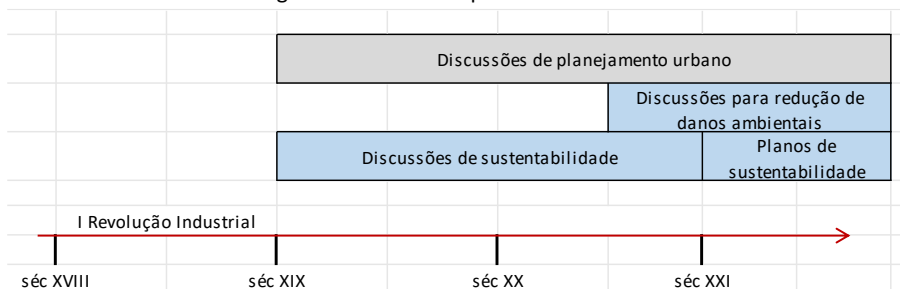 Discussões de planejamento urbano
Discussões para redução de
danos ambientais
Discussões de sustentabilidade
Planos de
sustentabilidade
I Revolução Industrial
séc XVIII
séc XIX
séc XX
séc XXI